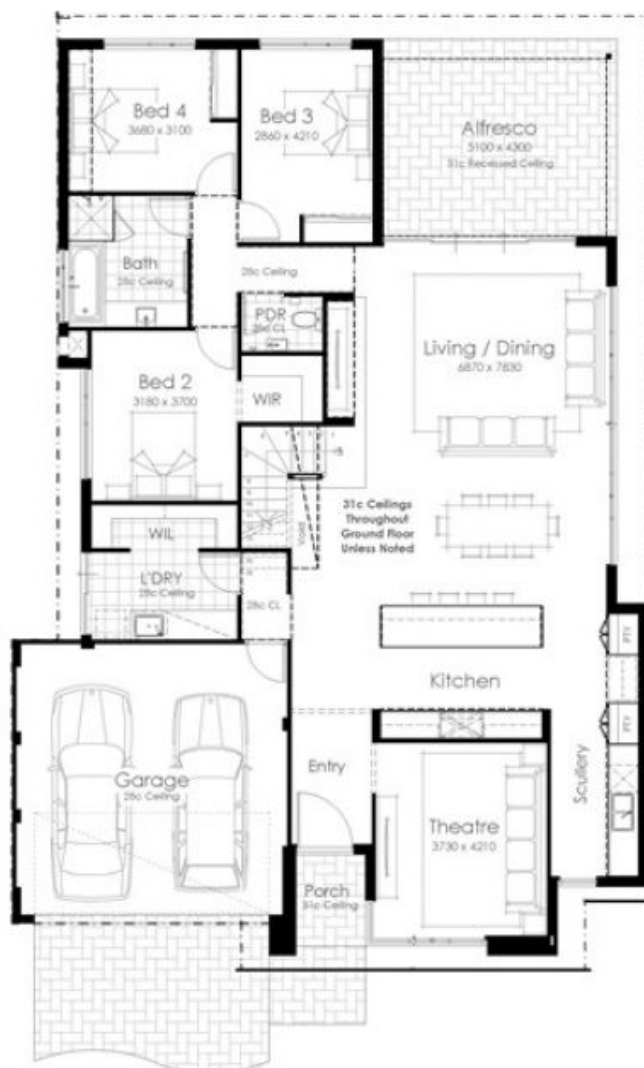 Bed 4
3680 x 3100
Bed 3
2860 x 4210
Alfresco
5100 x 4300
31c Recessed Ceiling
Bath
28c Ceiling
28c Ceiling
PDR
28c CL
Living / Dining
6870 x 7830
Bed 2
3180 x 3700
WIR
31c Ceilings
Throughout
Ground Floor
Unless Noted
Void
WIL
L'DRY
28c Ceiling
28c CL
PTY
Kitchen
PTY
Garage
28c Ceiling
Entry
Scullery
Theatre
3730 x 4210
Porch
31c Ceiling